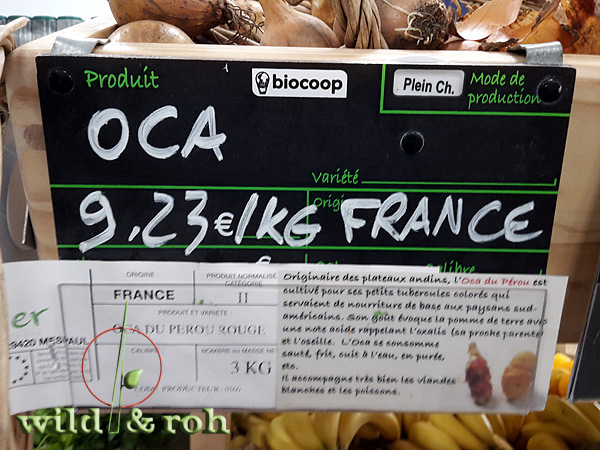 Produit
biocoop
Plein Ch.
Mode de
production
OCA
Variété
9,23€/KG FRANCE
ORIGINE :
FRANCE
PRODUIT NORMALISÉ
CATÉGORIE
II
PRODUIT ET VARIETÉ
OCA DU PEROU ROUGE
CALIBRE
NOMBRE OU MASSE DE
3 KG
Originaire des plateaux andins, l'Oca du Pérou est
cultivé pour ses petits tubercules colorés qui
servaient de nourriture de base aux paysans sud-
américains. Son goût évoque la pomme de terre avec
une note acide rappelant l'oxalis (sa proche parente)
et l'oseille. L'Oca se consomme
sauté, frit, cuit à l'eau, en purée,
etc.
Il accompagne très bien les viandes
blanches et les poissons.
wild & roh